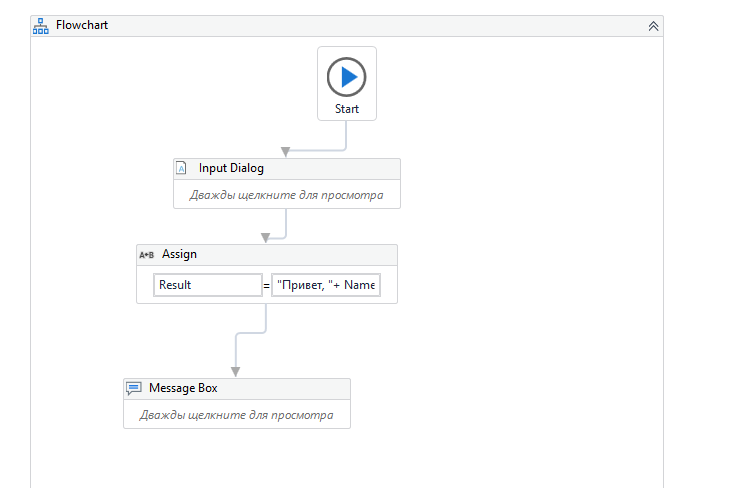 Flowchart
Start
Input Dialog
Дважды щелкните для просмотра
A+B Assign
Result = "Привет, "+ Name
Message Box
Дважды щелкните для просмотра